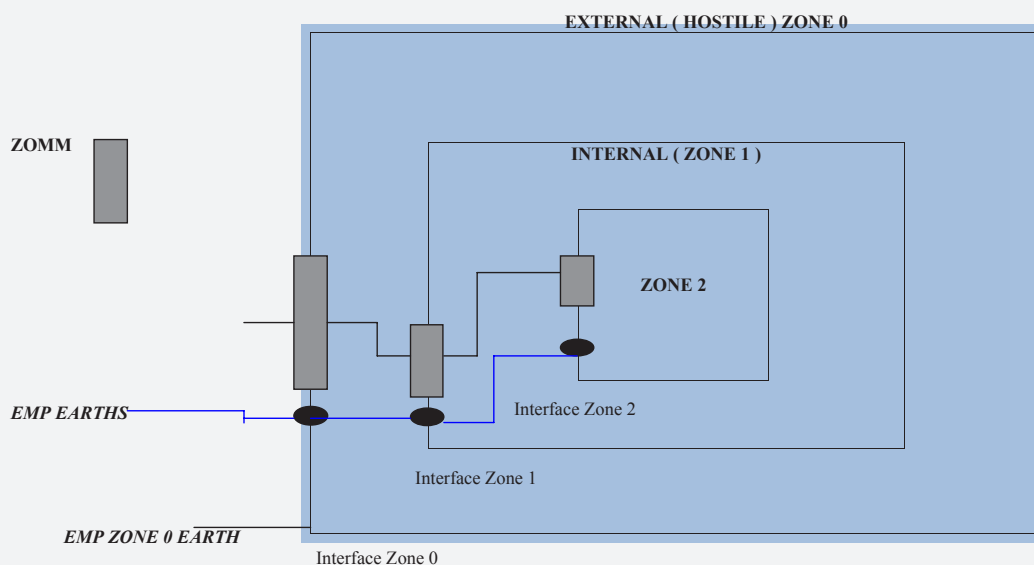 EXTERNAL ( HOSTILE ) ZONE 0
ZOMM
INTERNAL ( ZONE 1 )
ZONE 2
EMP EARTHS
Interface Zone 2
Interface Zone 1
EMP ZONE 0 EARTH
Interface Zone 0